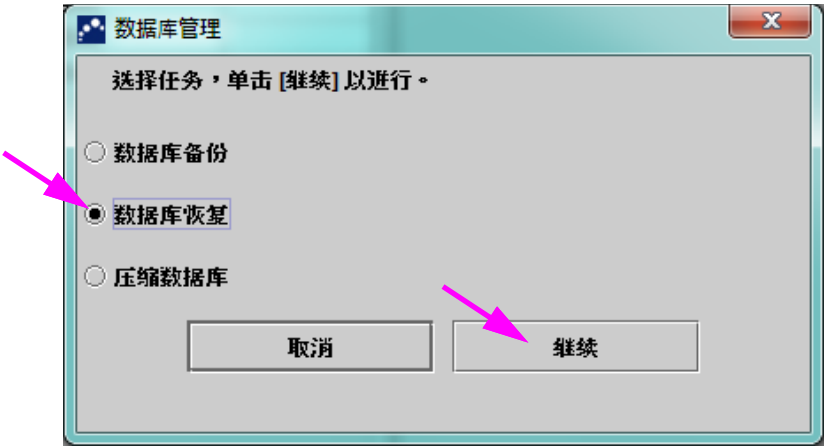 数据库管理
选择任务，单击 [继续] 以进行。
数据库备份
数据库恢复
压缩数据库
取消
继续